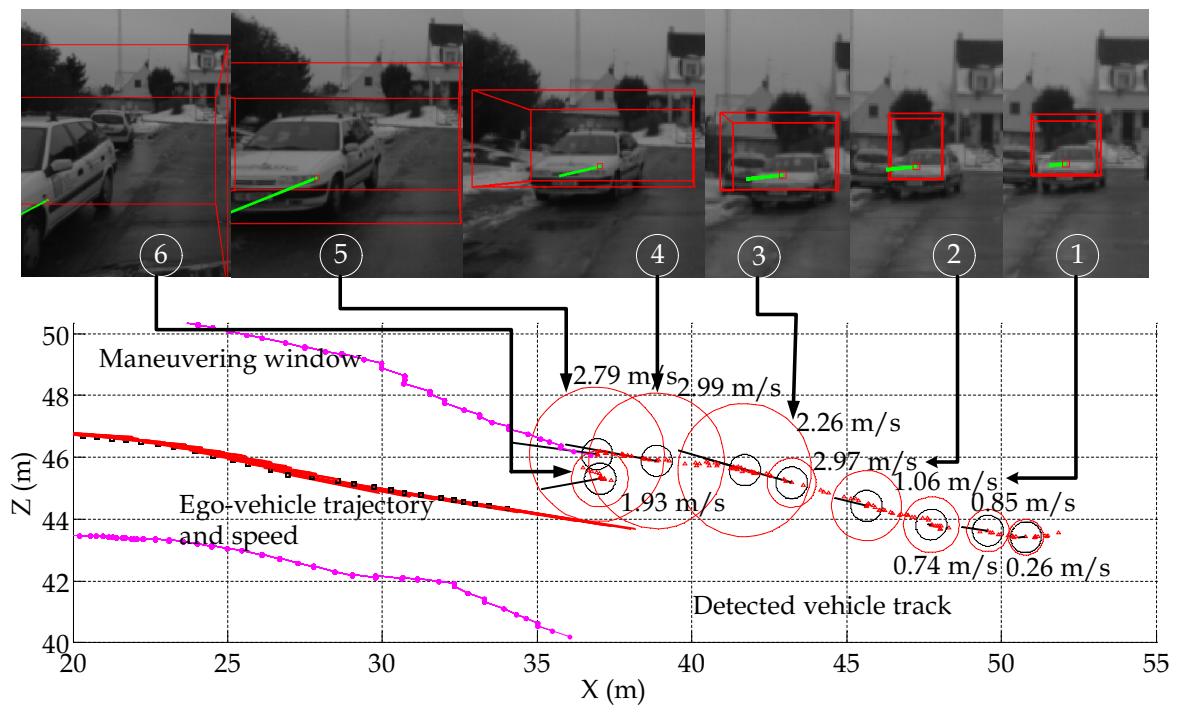 6 5 4 3 2 1
50
48
46
44
42
40
Z (m)
Maneuvering window
2.79 m/s
2.99 m/s
2.26 m/s
2.97 m/s
1.06 m/s
0.85 m/s
1.93 m/s
0.74 m/s
0.26 m/s
Ego-vehicle trajectory
and speed
Detected vehicle track
20 25 30 35 40 45 50 55
X (m)